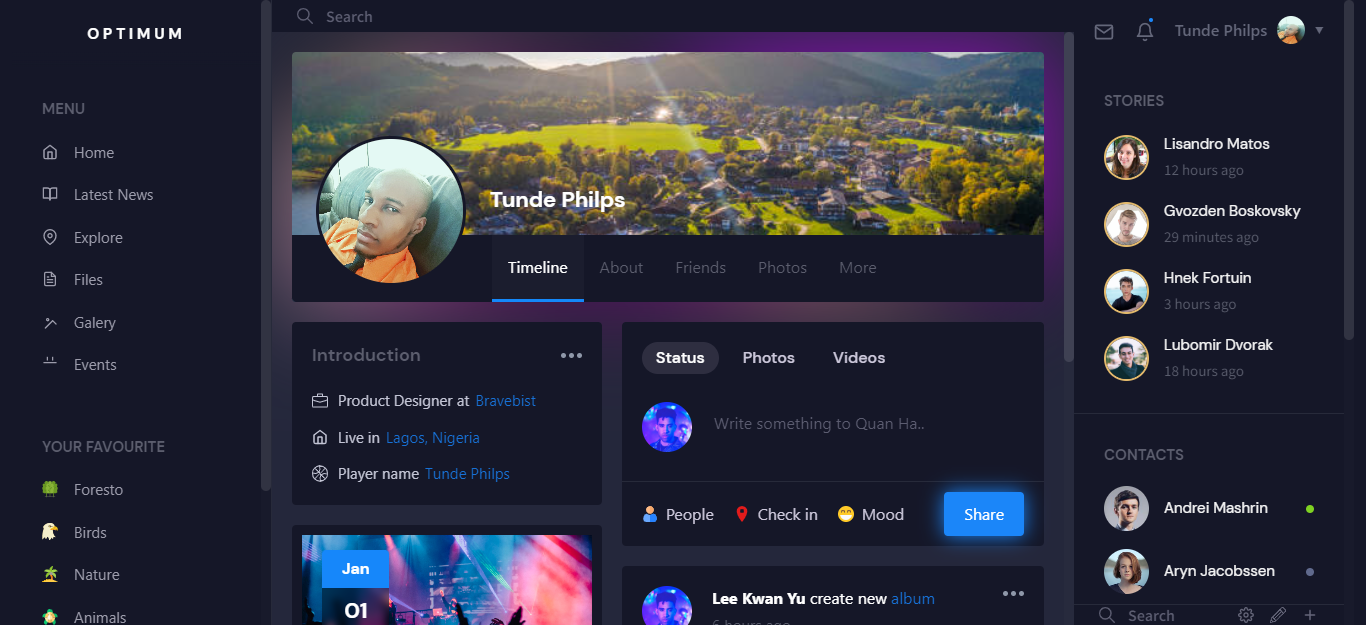 OPTIMUM
MENU
Home
Latest News
Explore
Files
Galery
Events
YOUR FAVOURITE
Foresto
Birds
Nature
Animals
Search
Tunde Philps
Timeline
About
Friends
Photos
More
Introduction
Product Designer at Bravebist
Live in Lagos, Nigeria
Player name Tunde Philps
Jan
01
Status
Photos
Videos
Write something to Quan Ha..
People
Check in
Mood
Share
Lee Kwan Yu create new album
6 hours ago
Tunde Philps
STORIES
Lisandro Matos
12 hours ago
Gvozden Boskovsky
29 minutes ago
Hnek Fortuin
3 hours ago
Lubomir Dvorak
18 hours ago
CONTACTS
Andrei Mashrin
Aryn Jacobssen
Search